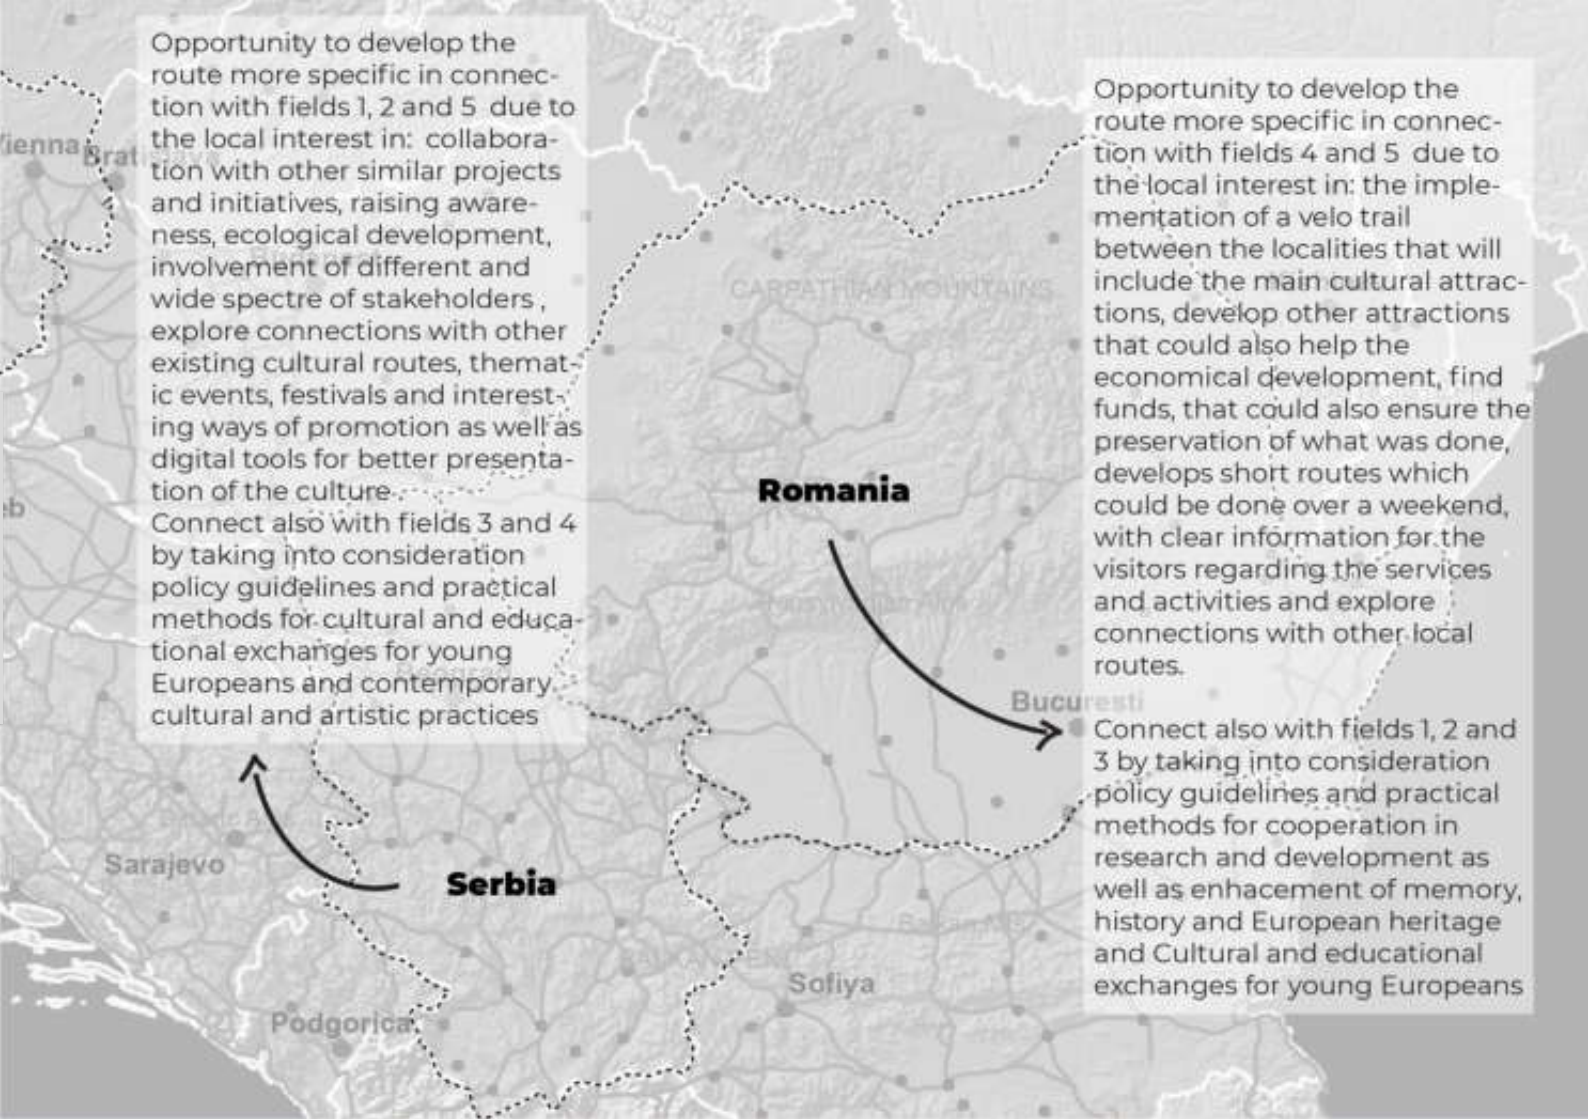 Opportunity to develop the
route more specific in connec-
tion with fields 1, 2 and 5 due to
the local interest in: collabora-
tion with other similar projects
and initiatives, raising aware-
ness, ecological development,
involvement of different and
wide spectre of stakeholders ,
explore connections with other
existing cultural routes, themat-
ic events, festivals and interest-
ing ways of promotion as well as
digital tools for better presenta-
tion of the culture
Connect also with fields 3 and 4
by taking into consideration
policy guidelines and practical
methods for cultural and educa-
tional exchanges for young
Europeans and contemporary
cultural and artistic practices
Opportunity to develop the
route more specific in connec-
tion with fields 4 and 5 due to
the local interest in: the imple-
mentation of a velo trail
between the localities that will
include the main cultural attrac-
tions, develop other attractions
that could also help the
economical development, find
funds, that could also ensure the
preservation of what was done,
develops short routes which
could be done over a weekend,
with clear information for the
visitors regarding the services
and activities and explore
connections with other local
routes.
Connect also with fields 1, 2 and
3 by taking into consideration
policy guidelines and practical
methods for cooperation in
research and development as
well as enhacement of memory,
history and European heritage
and Cultural and educational
exchanges for young Europeans
CARPATHIAN MOUNTAINS
Romania
Bucuresti
Serbia
Sarajevo
Sofiya
Podgorica